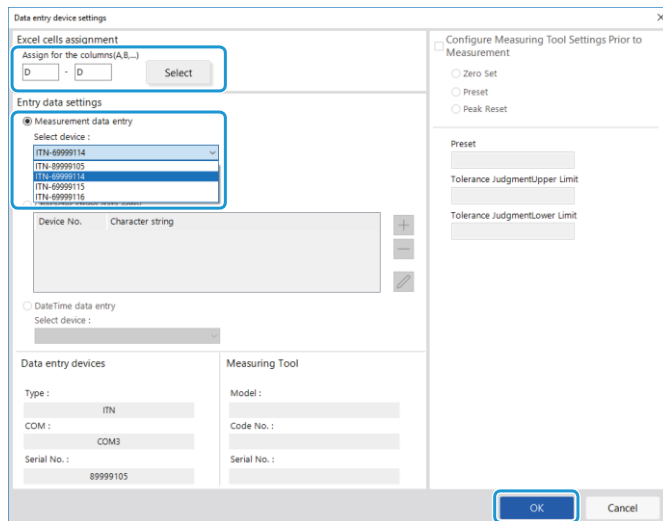 Data entry device settings
Excel cells assignment
Assign for the columns(A,B,...)
D - D
Select
Entry data settings
Measurement data entry
Select device :
ITN-69999114
ITN-89999105
ITN-69999114
ITN-69999115
ITN-69999116
Device No. Character string
DateTime data entry
Select device :
Data entry devices
Type :
ITN
COM :
COM3
Serial No. :
89999105
Measuring Tool
Model :
Code No. :
Serial No. :
Configure Measuring Tool Settings Prior to
Measurement
Zero Set
Preset
Peak Reset
Preset
Tolerance JudgmentUpper Limit
Tolerance JudgmentLower Limit
OK
Cancel